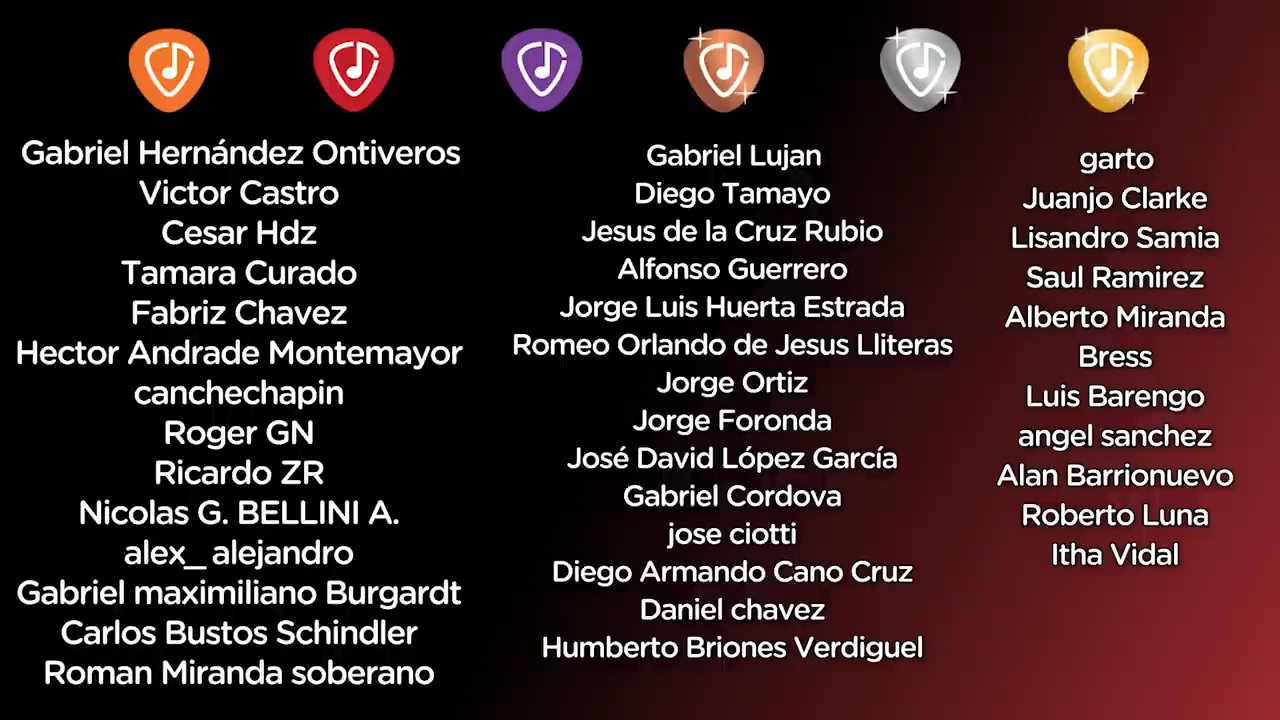 Gabriel Hernández Ontiveros
Victor Castro
Cesar Hdz
Tamara Curado
Fabriz Chavez
Hector Andrade Montemayor
canchechapin
Roger GN
Ricardo ZR
Nicolas G. BELLINI A.
alex_ alejandro
Gabriel maximiliano Burgardt
Carlos Bustos Schindler
Roman Miranda soberano
Gabriel Lujan
Diego Tamayo
Jesus de la Cruz Rubio
Alfonso Guerrero
Jorge Luis Huerta Estrada
Romeo Orlando de Jesus Lliteras
Jorge Ortiz
Jorge Foronda
José David López García
Gabriel Cordova
jose ciotti
Diego Armando Cano Cruz
Daniel chavez
Humberto Briones Verdiguel
garto
Juanjo Clarke
Lisandro Samia
Saul Ramirez
Alberto Miranda
Bress
Luis Barengo
angel sanchez
Alan Barrionuevo
Roberto Luna
Itha Vidal